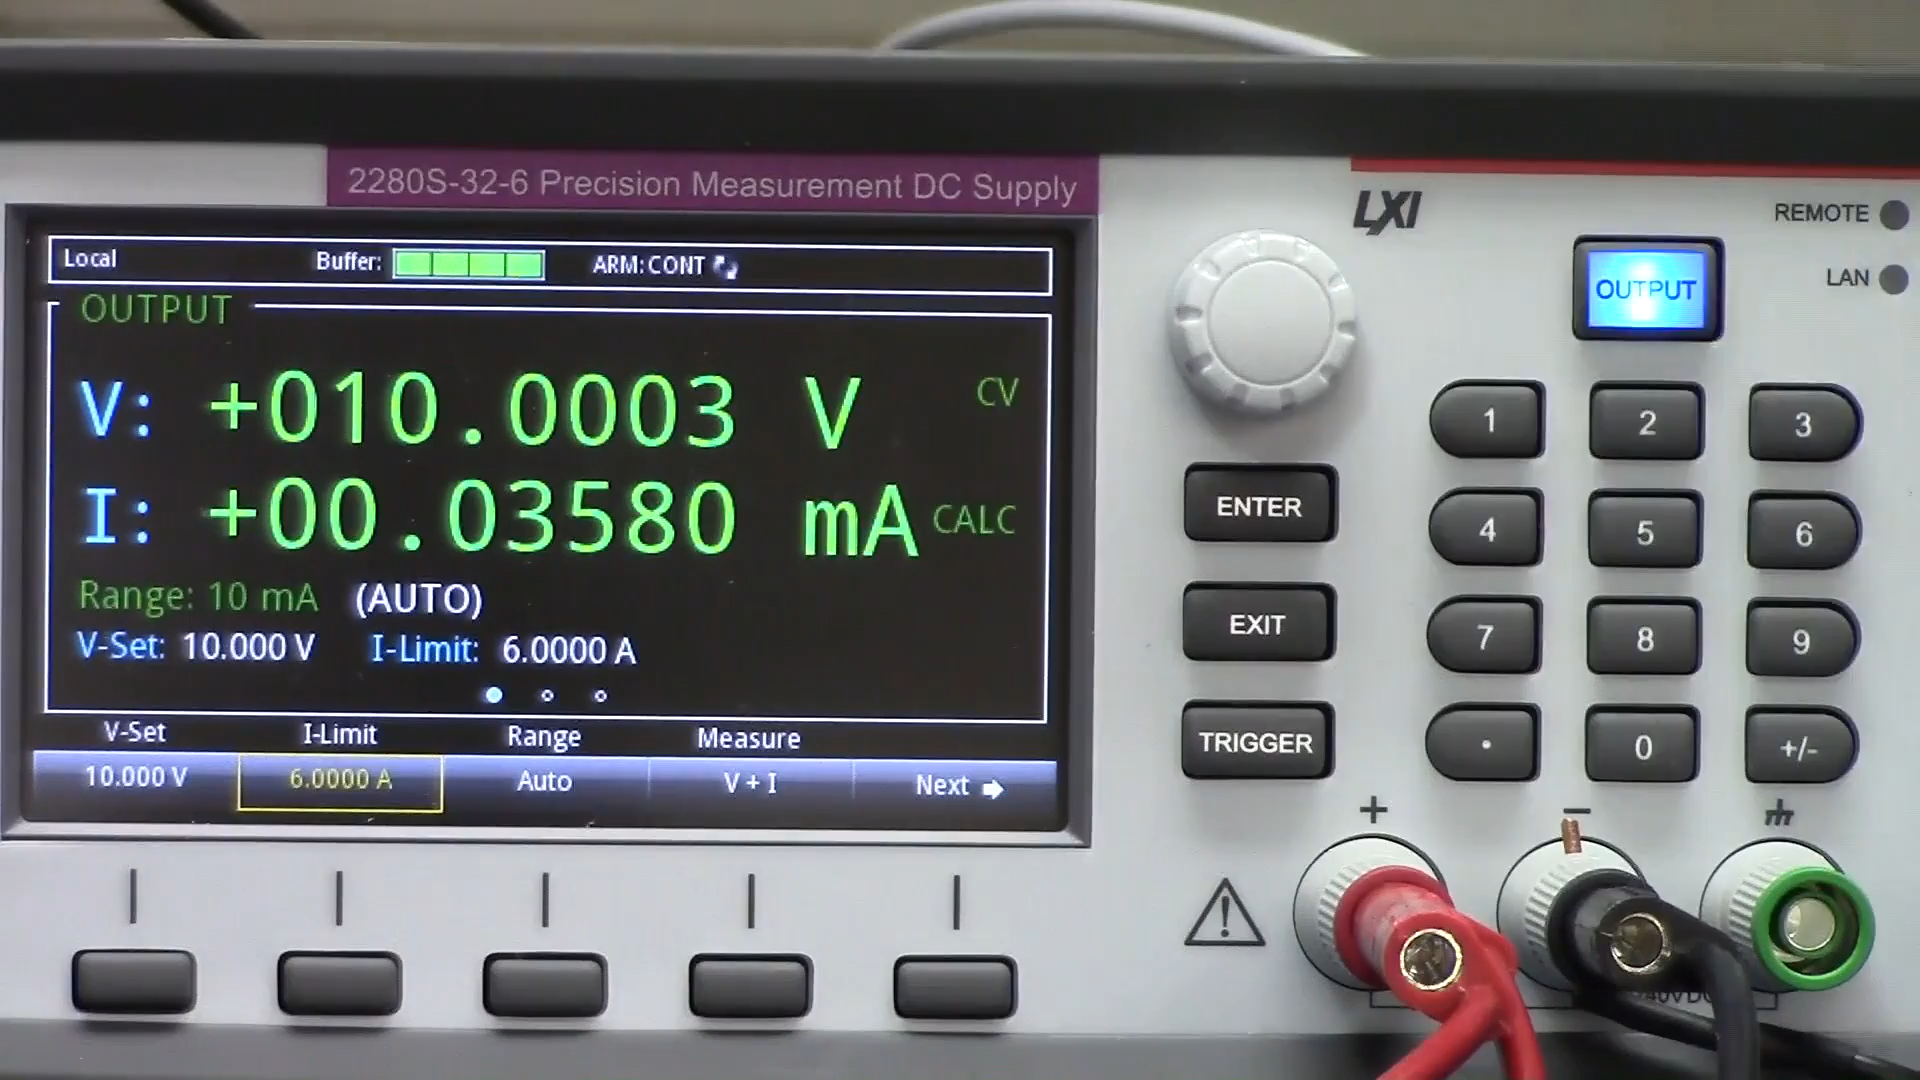 2280S-32-6 Precision Measurement DC Supply
LXI
REMOTE
LAN
OUTPUT
Local Buffer: ARM:CONT
OUTPUT
V: +010.0003 V CV
I: +00.03580 mA CALC
Range: 10 mA (AUTO)
V-Set: 10.000 V I-Limit: 6.0000 A
V-Set I-Limit Range Measure
10.000 V 6.0000 A Auto V + I Next
1 2 3
ENTER
4 5 6
EXIT
7 8 9
TRIGGER
. 0 +/-
+ −